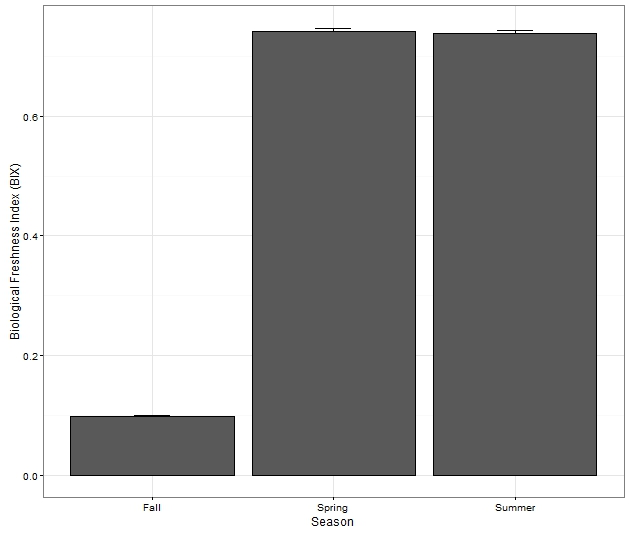 Biological Freshness Index (BIX)
0.6
0.4
0.2
0.0
Fall Spring Summer
Season